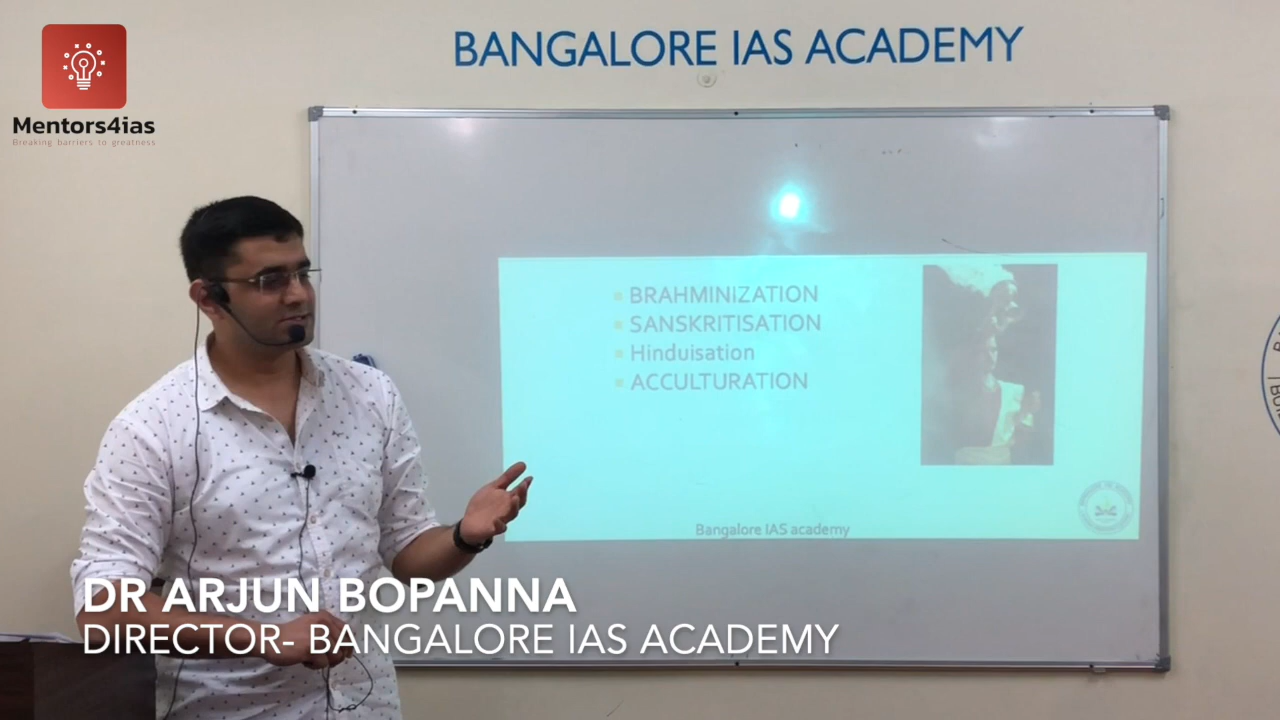 BANGALORE IAS ACADEMY
Mentors4ias
Breaking barriers to greatness
BRAHMINIZATION
SANSKRITISATION
Hinduisation
ACCULTURATION
Bangalore IAS academy
DR ARJUN BOPANNA
DIRECTOR- BANGALORE IAS ACADEMY